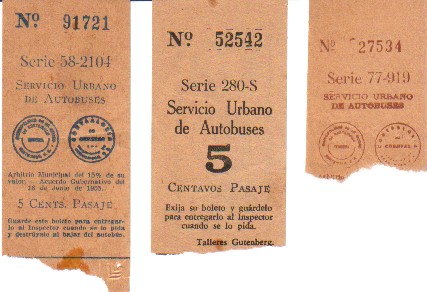 Nº 91721
Serie 58-2104
SERVICIO URBANO
DE AUTOBUSES
Arbitrio Municipal del 15% de su
valor. - Acuerdo Gubernativo del
16 de Junio de
5 CENTS. PASAJE
Guarde este boleto para entregar-
lo al Inspector cuando se lo pida
y destrúyalo al bajar del autobús.
Nº 52542
Serie 280-S
Servicio Urbano
de Autobuses
5
CENTAVOS PASAJE
Exija su boleto y guárdelo
para entregarlo al Inspector
cuando se lo pida.
Talleres Gutenberg.
Nº 27534
Serie 77-919
SERVICIO URBANO
DE AUTOBUSES